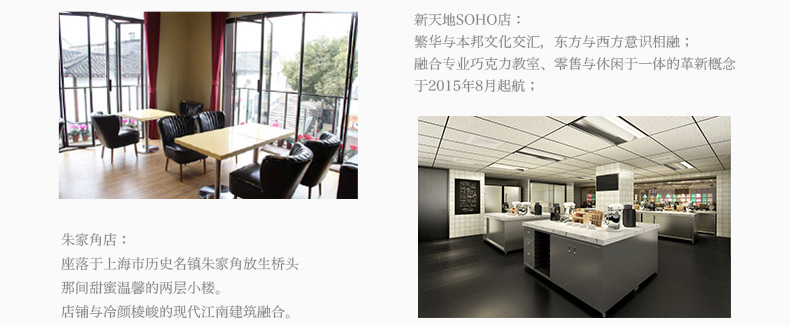 新天地SOHO店：
繁华与本邦文化交汇，东方与西方意识相融；
融合专业巧克力教室、零售与休闲于一体的革新概念
于2015年8月起航；
朱家角店：
座落于上海市历史名镇朱家角放生桥头
那间甜蜜温馨的两层小楼。
店铺与冷颜棱峻的现代江南建筑融合。